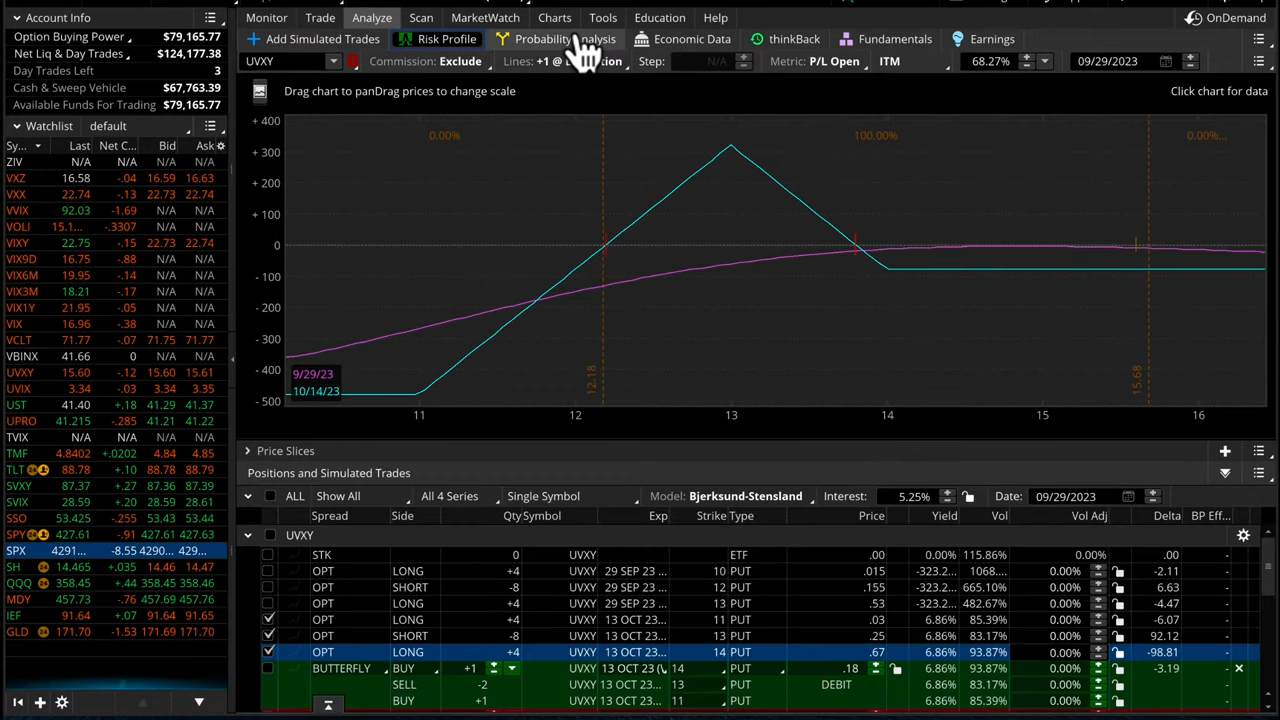 Account Info
Option Buying Power $79,165.77
Net Liq & Day Trades $124,177.38
Day Trades Left 3
Cash & Sweep Vehicle $67,763.39
Available Funds For Trading $79,165.77
Watchlist default
Sy... Last Net C... Bid Ask
ZIV N/A N/A N/A N/A
VXZ 16.58 -.04 16.59 16.63
VXX 22.74 -.13 22.73 22.74
VVIX 92.03 -1.69 N/A N/A
VOLI 15.1... -.3307 N/A N/A
VIXY 22.75 -.15 22.73 22.74
VIX9D 16.75 -.88 N/A N/A
VIX6M 19.95 -.14 N/A N/A
VIX3M 18.21 -.17 N/A N/A
VIX1Y 21.95 -.05 N/A N/A
VIX 16.96 -.38 N/A N/A
VCLT 71.77 -.07 71.75 71.77
VBINX 41.66 0 N/A N/A
UVXY 15.60 -.12 15.60 15.61
UVIX 3.34 -.03 3.34 3.35
UST 41.40 +.18 41.29 41.37
UPRO 41.215 -.285 41.21 41.22
TVIX N/A N/A N/A N/A
TMF 4.8402 +.0202 4.84 4.85
TLT 88.78 +.10 88.78 88.79
SVXY 87.37 +.27 87.36 87.39
SVIX 28.59 +.20 28.59 28.61
SSO 53.425 -.255 53.43 53.44
SPY 427.61 -.91 427.61 427.63
SPX 4291... -8.55 4290... 429...
SH 14.465 +.035 14.46 14.47
QQQ 358.45 +.44 358.45 358.46
MDY 457.73 -.76 457.69 457.76
IEF 91.64 +.07 91.64 91.65
GLD 171.70 -1.53 171.70 171.71
Monitor Trade Analyze Scan MarketWatch Charts Tools Education Help OnDemand
Add Simulated Trades Risk Profile Probability Analysis Economic Data thinkBack Fundamentals Earnings
UVXY Commission: Exclude Lines: +1 @ Step: N/A Metric: P/L Open ITM 68.27% 09/29/2023
Drag chart to panDrag prices to change scale Click chart for data
+ 400
+ 300
+ 200
+ 100
0
- 100
- 200
- 300
- 400
- 500
0.00% 100.00% 0.00%...
12.18 15.68
9/29/23
10/14/23
11 12 13 14 15 16
Price Slices
Positions and Simulated Trades
ALL Show All All 4 Series Single Symbol Model: Bjerksund-Stensland Interest: 5.25% Date: 09/29/2023
Spread Side Qty Symbol Exp Strike Type Price Yield Vol Vol Adj Delta BP Eff...
UVXY
STK 0 UVXY ETF .00 0.00% 115.86% 0.00% .00 -
OPT LONG +4 UVXY 29 SEP 23 ... 10 PUT .015 -323.2... 1068.... 0.00% -2.11 -
OPT SHORT -8 UVXY 29 SEP 23 ... 12 PUT .155 -323.2... 665.10% 0.00% 6.63 -
OPT LONG +4 UVXY 29 SEP 23 ... 13 PUT .53 -323.2... 482.67% 0.00% -4.47 -
OPT LONG +4 UVXY 13 OCT 23... 11 PUT .03 6.86% 85.39% 0.00% -6.07 -
OPT SHORT -8 UVXY 13 OCT 23... 13 PUT .25 6.86% 83.17% 0.00% 92.12 -
OPT LONG +4 UVXY 13 OCT 23... 14 PUT .67 6.86% 93.87% 0.00% -98.81 -
BUTTERFLY BUY +1 UVXY 13 OCT 23 (W 14 PUT .18 6.86% 93.87% 0.00% -3.19 -
SELL -2 UVXY 13 OCT 23... 13 PUT DEBIT 6.86% 83.17% 0.00% -
BUY +1 UVXY 13 OCT 23... 11 PUT 6.86% 85.39% 0.00% -